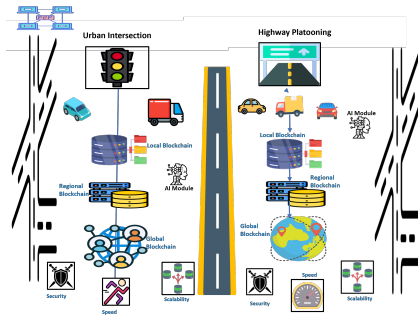 Urban Intersection
Highway Platooning
Local Blockchain
Local Blockchain
AI Module
AI Module
Regional
Blockchain
Regional
Blockchain
Global
Blockchain
Global
Blockchain
Security
Speed
Scalability
Security
Speed
Scalability